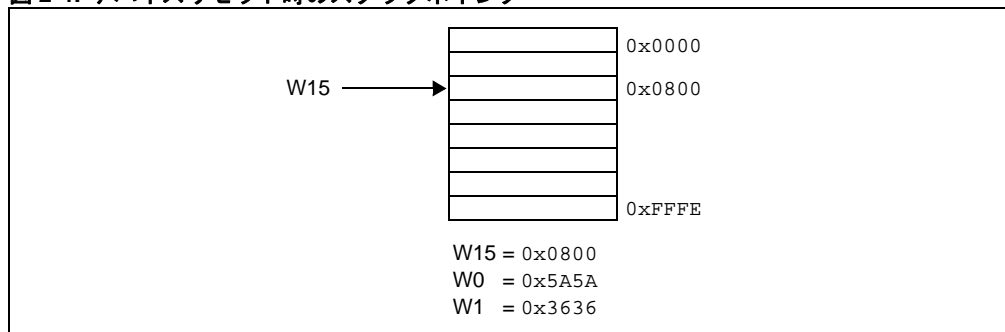 0x0000
W15
0x0800
0xFFFE
W15 = 0x0800
W0 = 0x5A5A
W1 = 0x3636